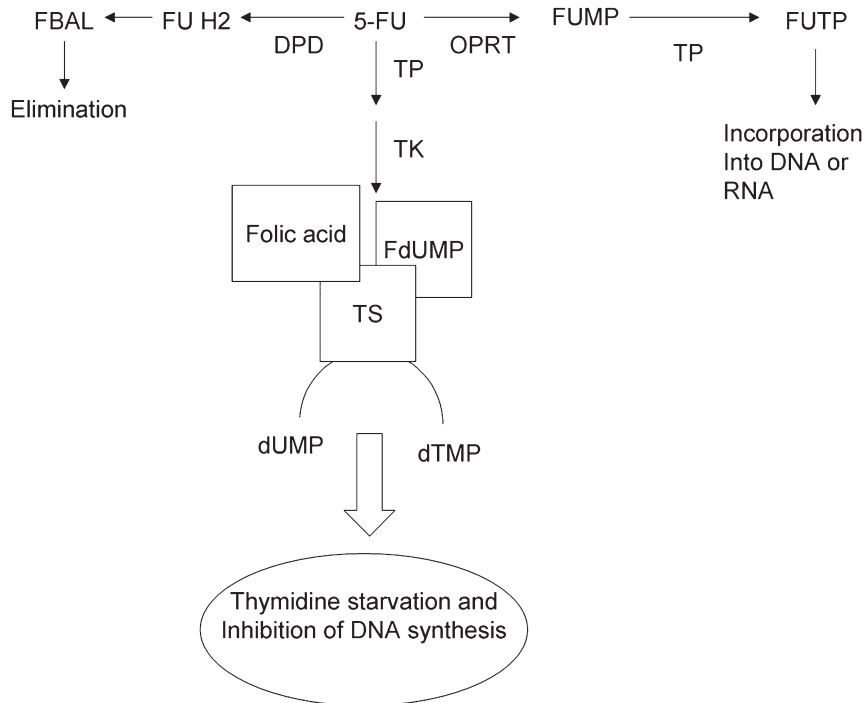 FBAL
FU H2
DPD
5-FU
OPRT
FUMP
TP
FUTP
Elimination
TP
TK
Incorporation
Into DNA or
RNA
Folic acid
FdUMP
TS
dUMP
dTMP
Thymidine starvation and
Inhibition of DNA synthesis